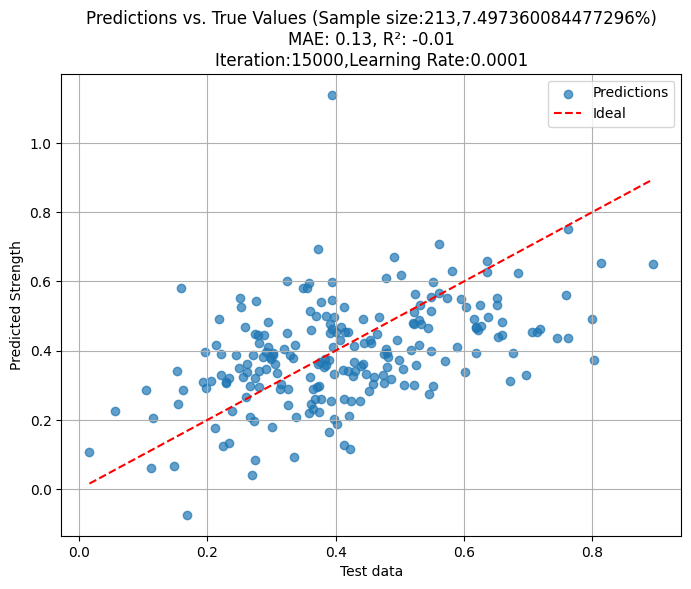 Predictions vs. True Values (Sample size:213,7.497360084477296%)
MAE: 0.13, R²: -0.01
Iteration:15000,Learning Rate:0.0001
Predictions
Ideal
Predicted Strength
1.0
0.8
0.6
0.4
0.2
0.0
0.0 0.2 0.4 0.6 0.8
Test data